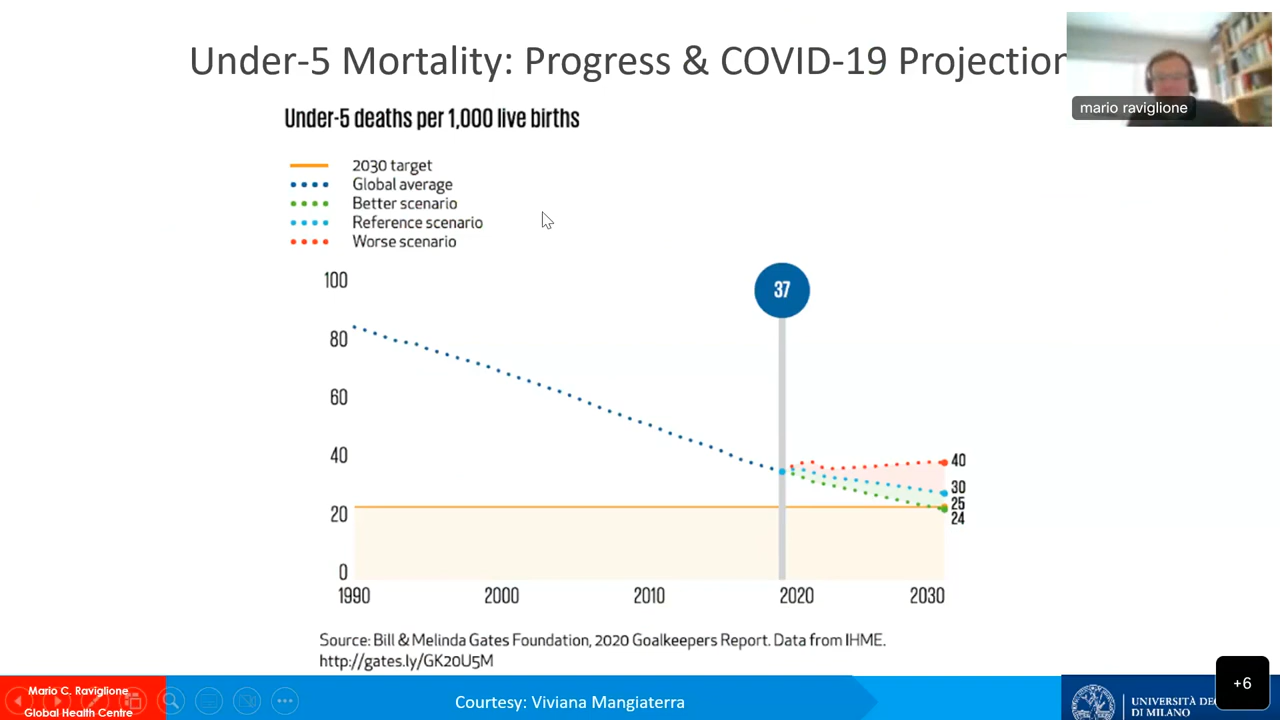 Under-5 Mortality: Progress & COVID-19 Projection
mario raviglione
Under-5 deaths per 1,000 live births
2030 target
Global average
Better scenario
Reference scenario
Worse scenario
100
80
60
40
20
0
37
40
30
25
24
1990
2000
2010
2020
2030
Source: Bill & Melinda Gates Foundation, 2020 Goalkeepers Report. Data from IHME.
http://gates.ly/GK20U5M
Mario C. Raviglione
Global Health Centre
Courtesy: Viviana Mangiaterra
UNIVERSITÀ DE
DI MILANO
+6